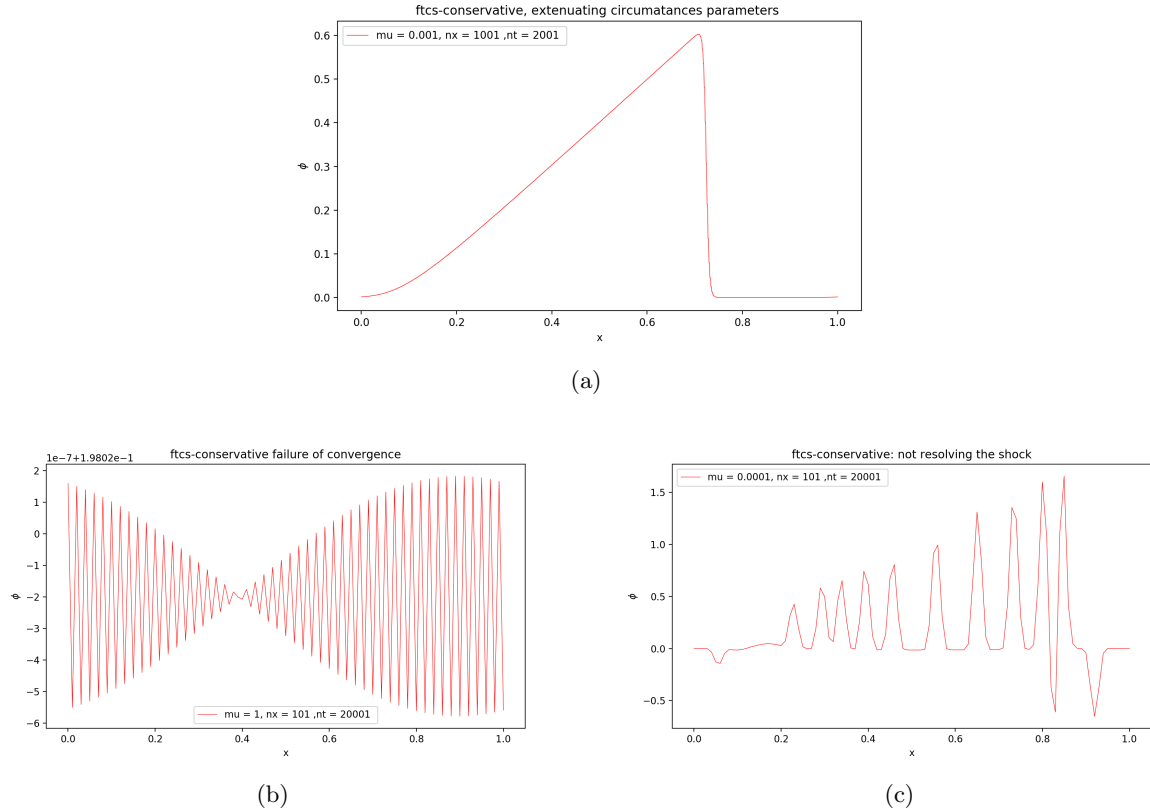 ftcs-conservative, extenuating circumatances parameters
mu = 0.001, nx = 1001 ,nt = 2001
0.6
0.5
0.4
0.3
0.2
0.1
0.0
ϕ
0.0 0.2 0.4 0.6 0.8 1.0
x
(a)
1e-7+1.9802e-1
ftcs-conservative failure of convergence
2
1
0
−1
−2
−3
−4
−5
−6
ϕ
mu = 1, nx = 101 ,nt = 20001
0.0 0.2 0.4 0.6 0.8 1.0
x
(b)
ftcs-conservative: not resolving the shock
mu = 0.0001, nx = 101 ,nt = 20001
1.5
1.0
0.5
0.0
−0.5
ϕ
0.0 0.2 0.4 0.6 0.8 1.0
x
(c)